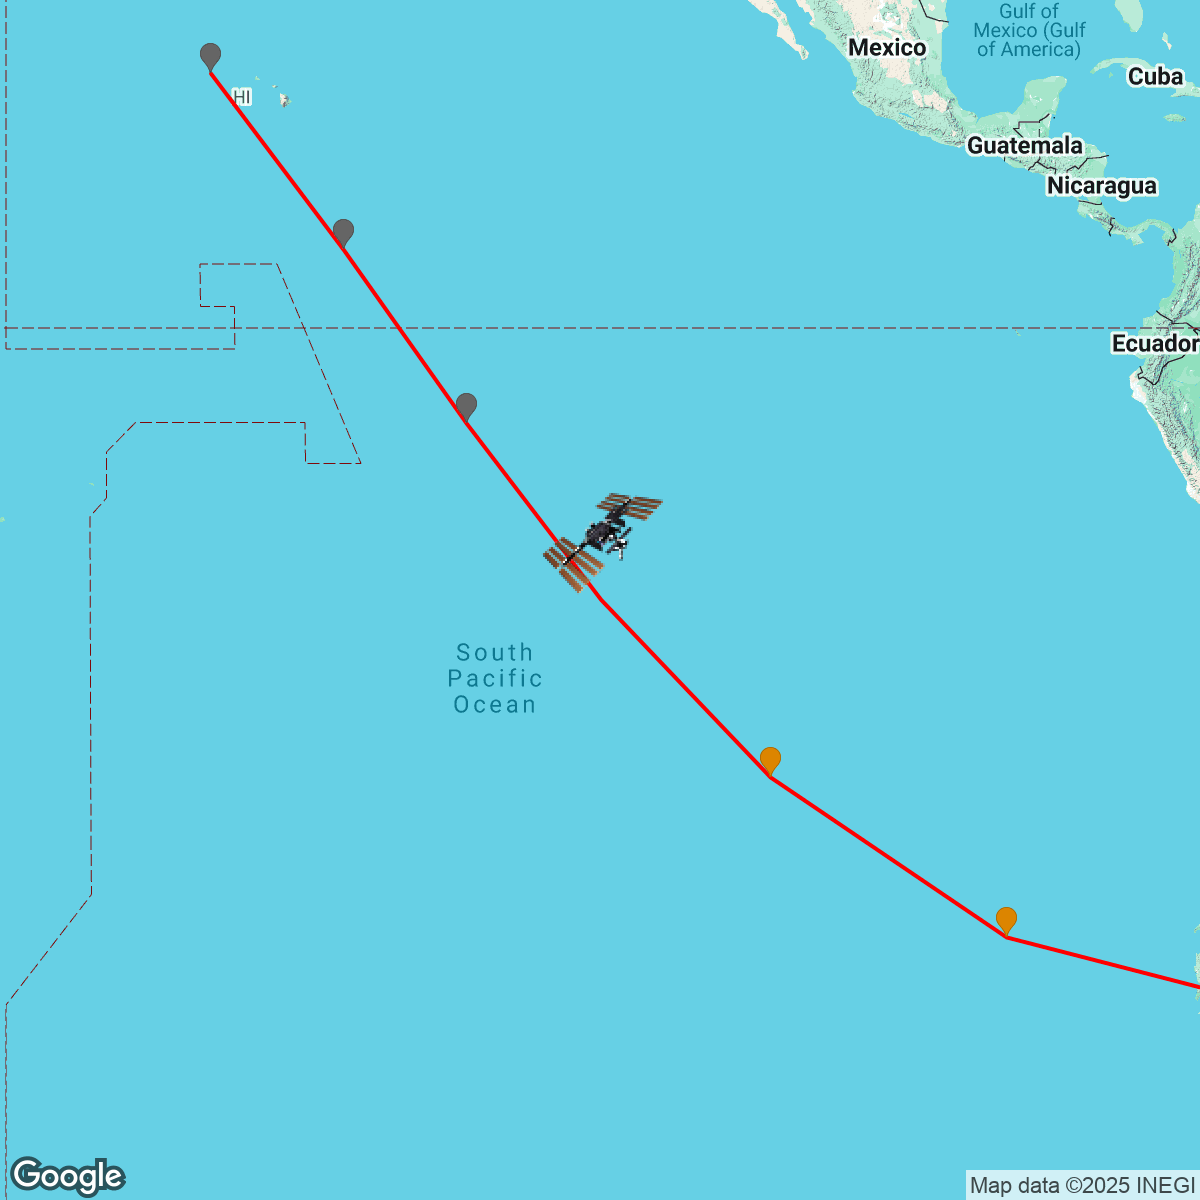 Gulf of
Mexico (Gulf
of America)
Mexico
Cuba
HI
Guatemala
Nicaragua
Ecuador
South
Pacific
Ocean
Google
Map data ©2025 INEGI